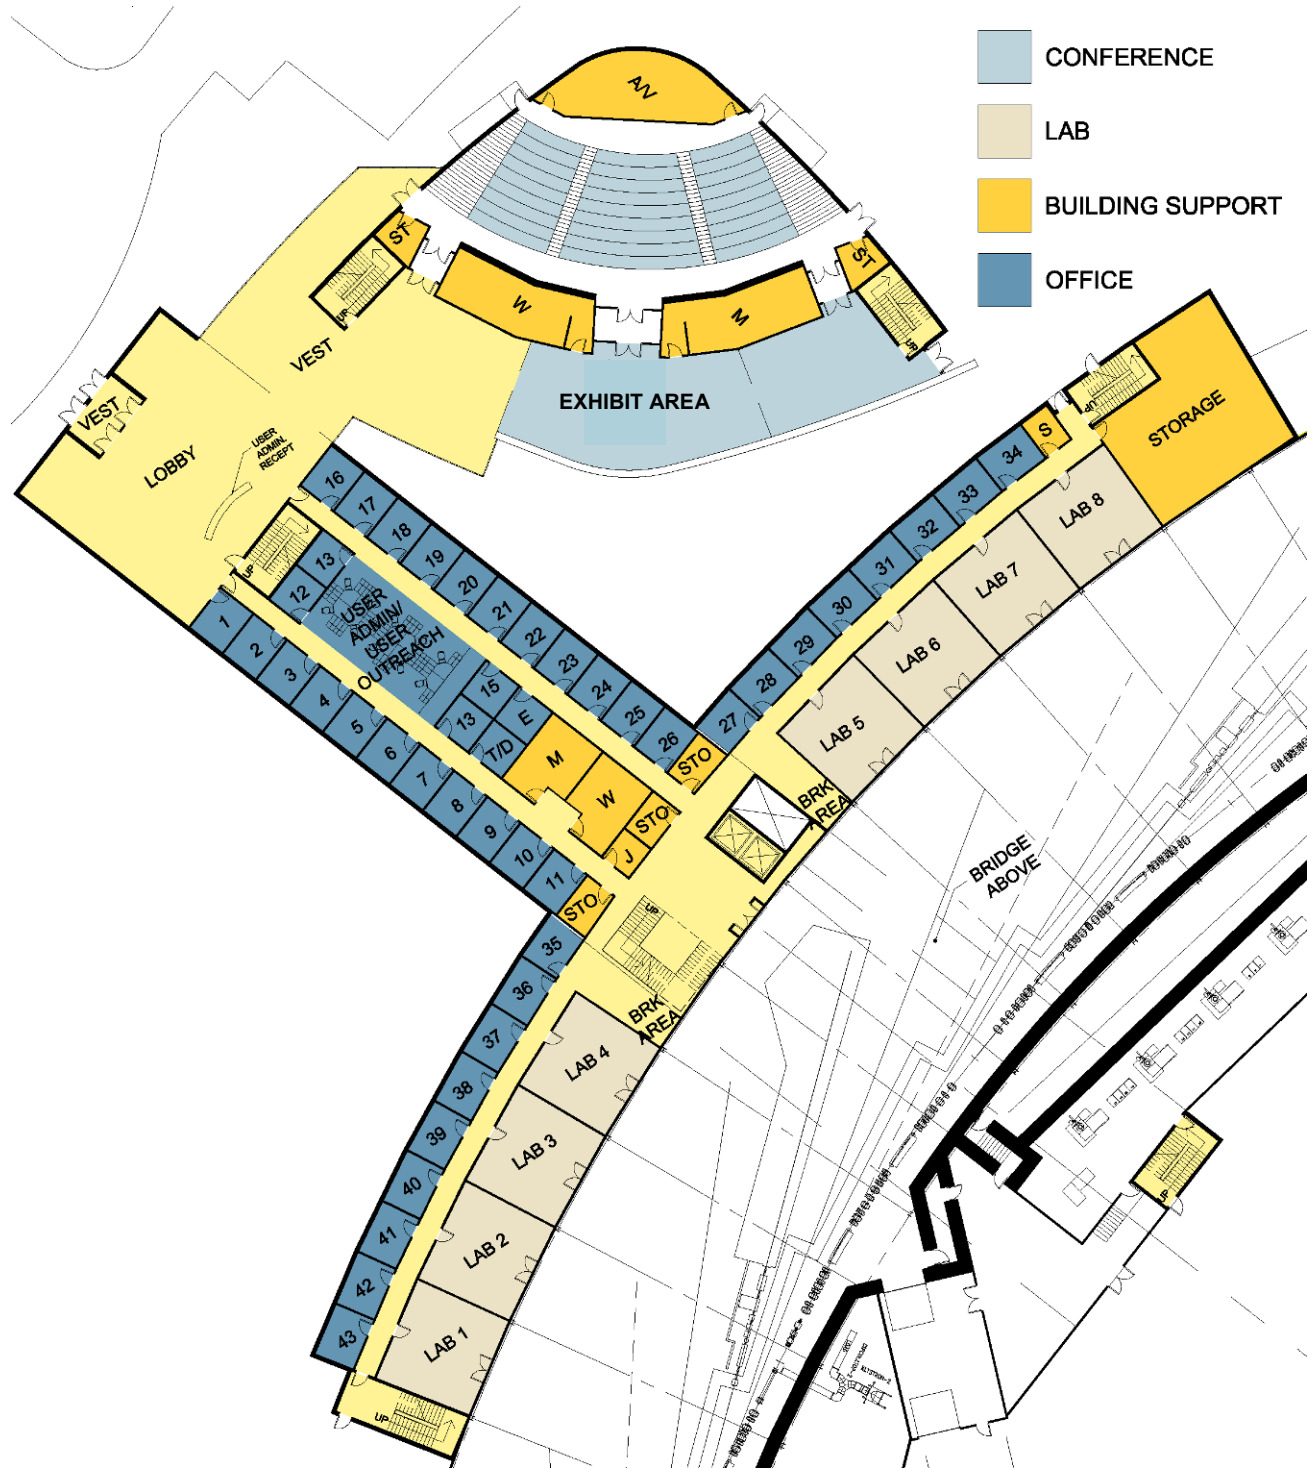 CONFERENCE
LAB
BUILDING SUPPORT
OFFICE
A/V
ST
ST
W
M
UP
UP
VEST
EXHIBIT AREA
VEST
LOBBY
USER
ADMIN.
RECEPT
UP
STORAGE
S
UP
34
33
32
31
30
29
28
27
LAB 8
LAB 7
LAB 6
LAB 5
16
17
18
19
20
21
22
23
24
25
26
STO
13
12
USER
ADMIN/
USER
OUTREACH
15
13
E
T/D
M
W
STO
J
1
2
3
4
5
6
7
8
9
10
11
STO
BRK
AREA
UP
BRK
AREA
BRIDGE
ABOVE
35
36
37
38
39
40
41
42
43
LAB 4
LAB 3
LAB 2
LAB 1
UP
UP